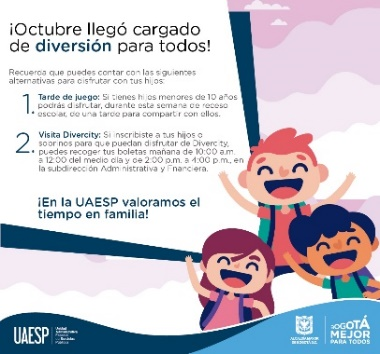 ¡Octubre llegó cargado
de diversión para todos!
Recuerda que puedes contar con las siguientes
alternativas para disfrutar con tus hijos:
1. Tarde de juego: Si tienes hijos menores de 10 años
podrás disfrutar, durante esta semana de receso
escolar, de una tarde para compartir con ellos.
2. Visita Divercity: Si inscribiste a tus hijos o
sobrinos para que puedan disfrutar de Divercity,
puedes recoger tus boletas mañana de 10:00 a.m.
a 12:00 del medio día y de 2:00 p.m. a 4:00 p.m., en
la subdirección Administrativa y Financiera.
¡En la UAESP valoramos el
tiempo en familia!
UAESP
Unidad Administrativa Especial de Servicios Públicos
ALCALDÍA MAYOR
DE BOGOTÁ D.C.
BOGOTÁ
MEJOR
PARA TODOS